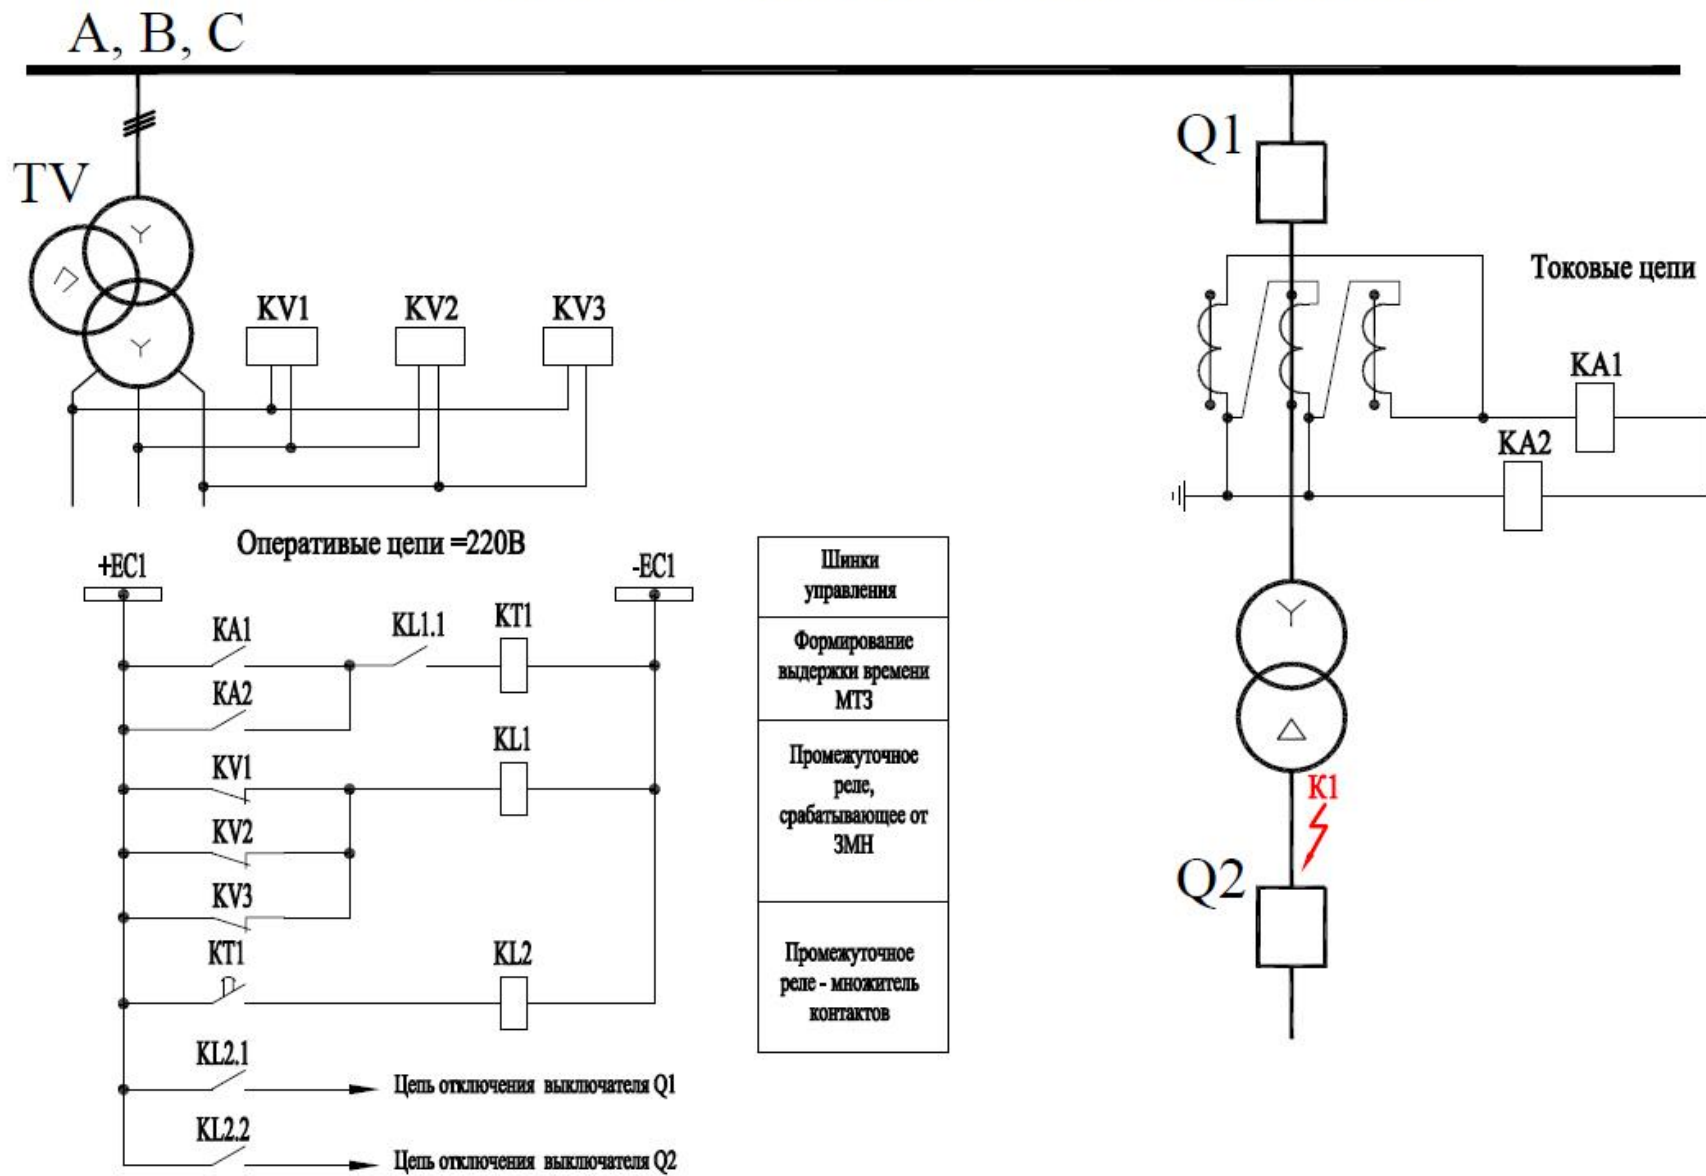 A, B, C
Q1
TV
Токовые цепи
KV1
KV2
KV3
KA1
KA2
Оперативые цепи =220В
+EC1
-EC1
KA1
KL1.1
KT1
KA2
KL1
KV1
KV2
KV3
KT1
KL2
KL2.1
Цепь отключения выключателя Q1
KL2.2
Цепь отключения выключателя Q2
Шинки
управления
Формирование
выдержки времени
МТЗ
Промежуточное
реле,
срабатывающее от
ЗМН
Промежуточное
реле - множитель
контактов
K1
Q2